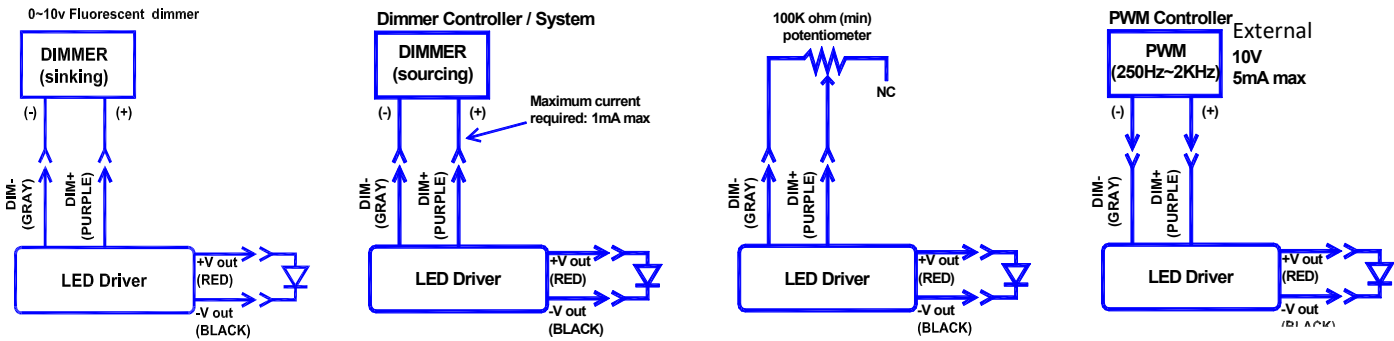 0~10v Fluorescent dimmer
DIMMER
(sinking)
(-)
(+)
DIM-
(GRAY)
DIM+
(PURPLE)
LED Driver
+V out
(RED)
-V out
(BLACK)
Dimmer Controller / System
DIMMER
(sourcing)
(-)
(+)
Maximum current
required: 1mA max
DIM-
(GRAY)
DIM+
(PURPLE)
LED Driver
+V out
(RED)
-V out
(BLACK)
100K ohm (min)
potentiometer
NC
DIM-
(GRAY)
DIM+
(PURPLE)
LED Driver
+V out
(RED)
-V out
(BLACK)
PWM Controller
External
PWM
(250Hz~2KHz)
10V
5mA max
(-)
(+)
DIM-
(GRAY)
DIM+
(PURPLE)
LED Driver
+V out
(RED)
-V out
(BLACK)